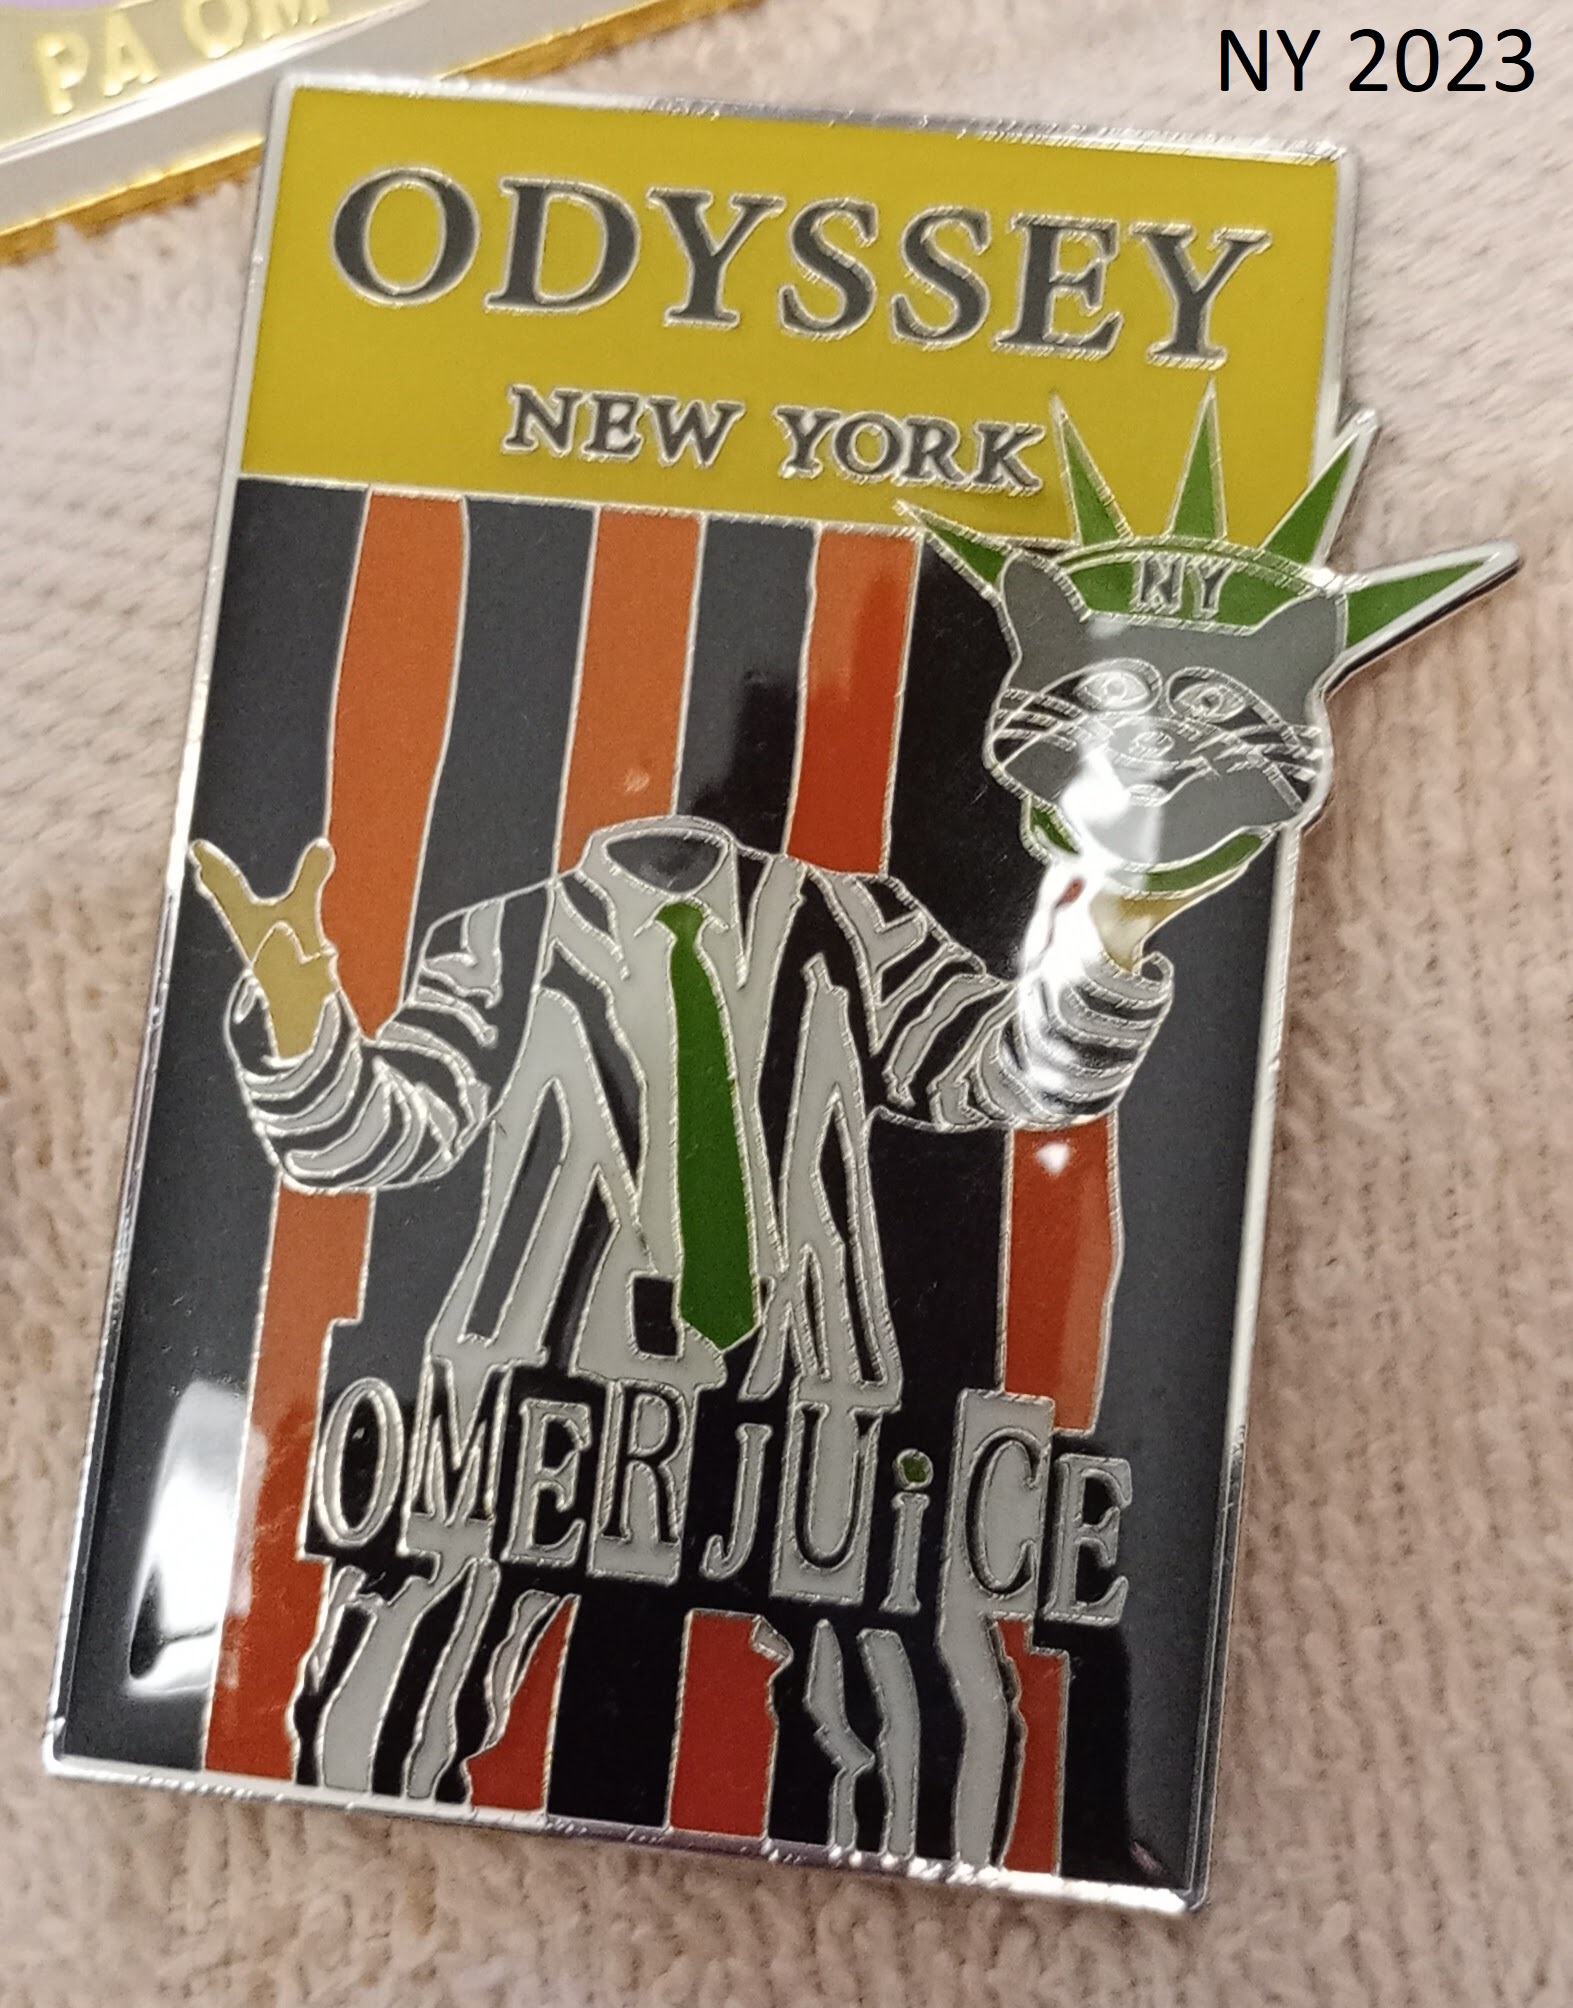 PA OM
NY 2023
ODYSSEY
NEW YORK
NY
OMERJUiCE